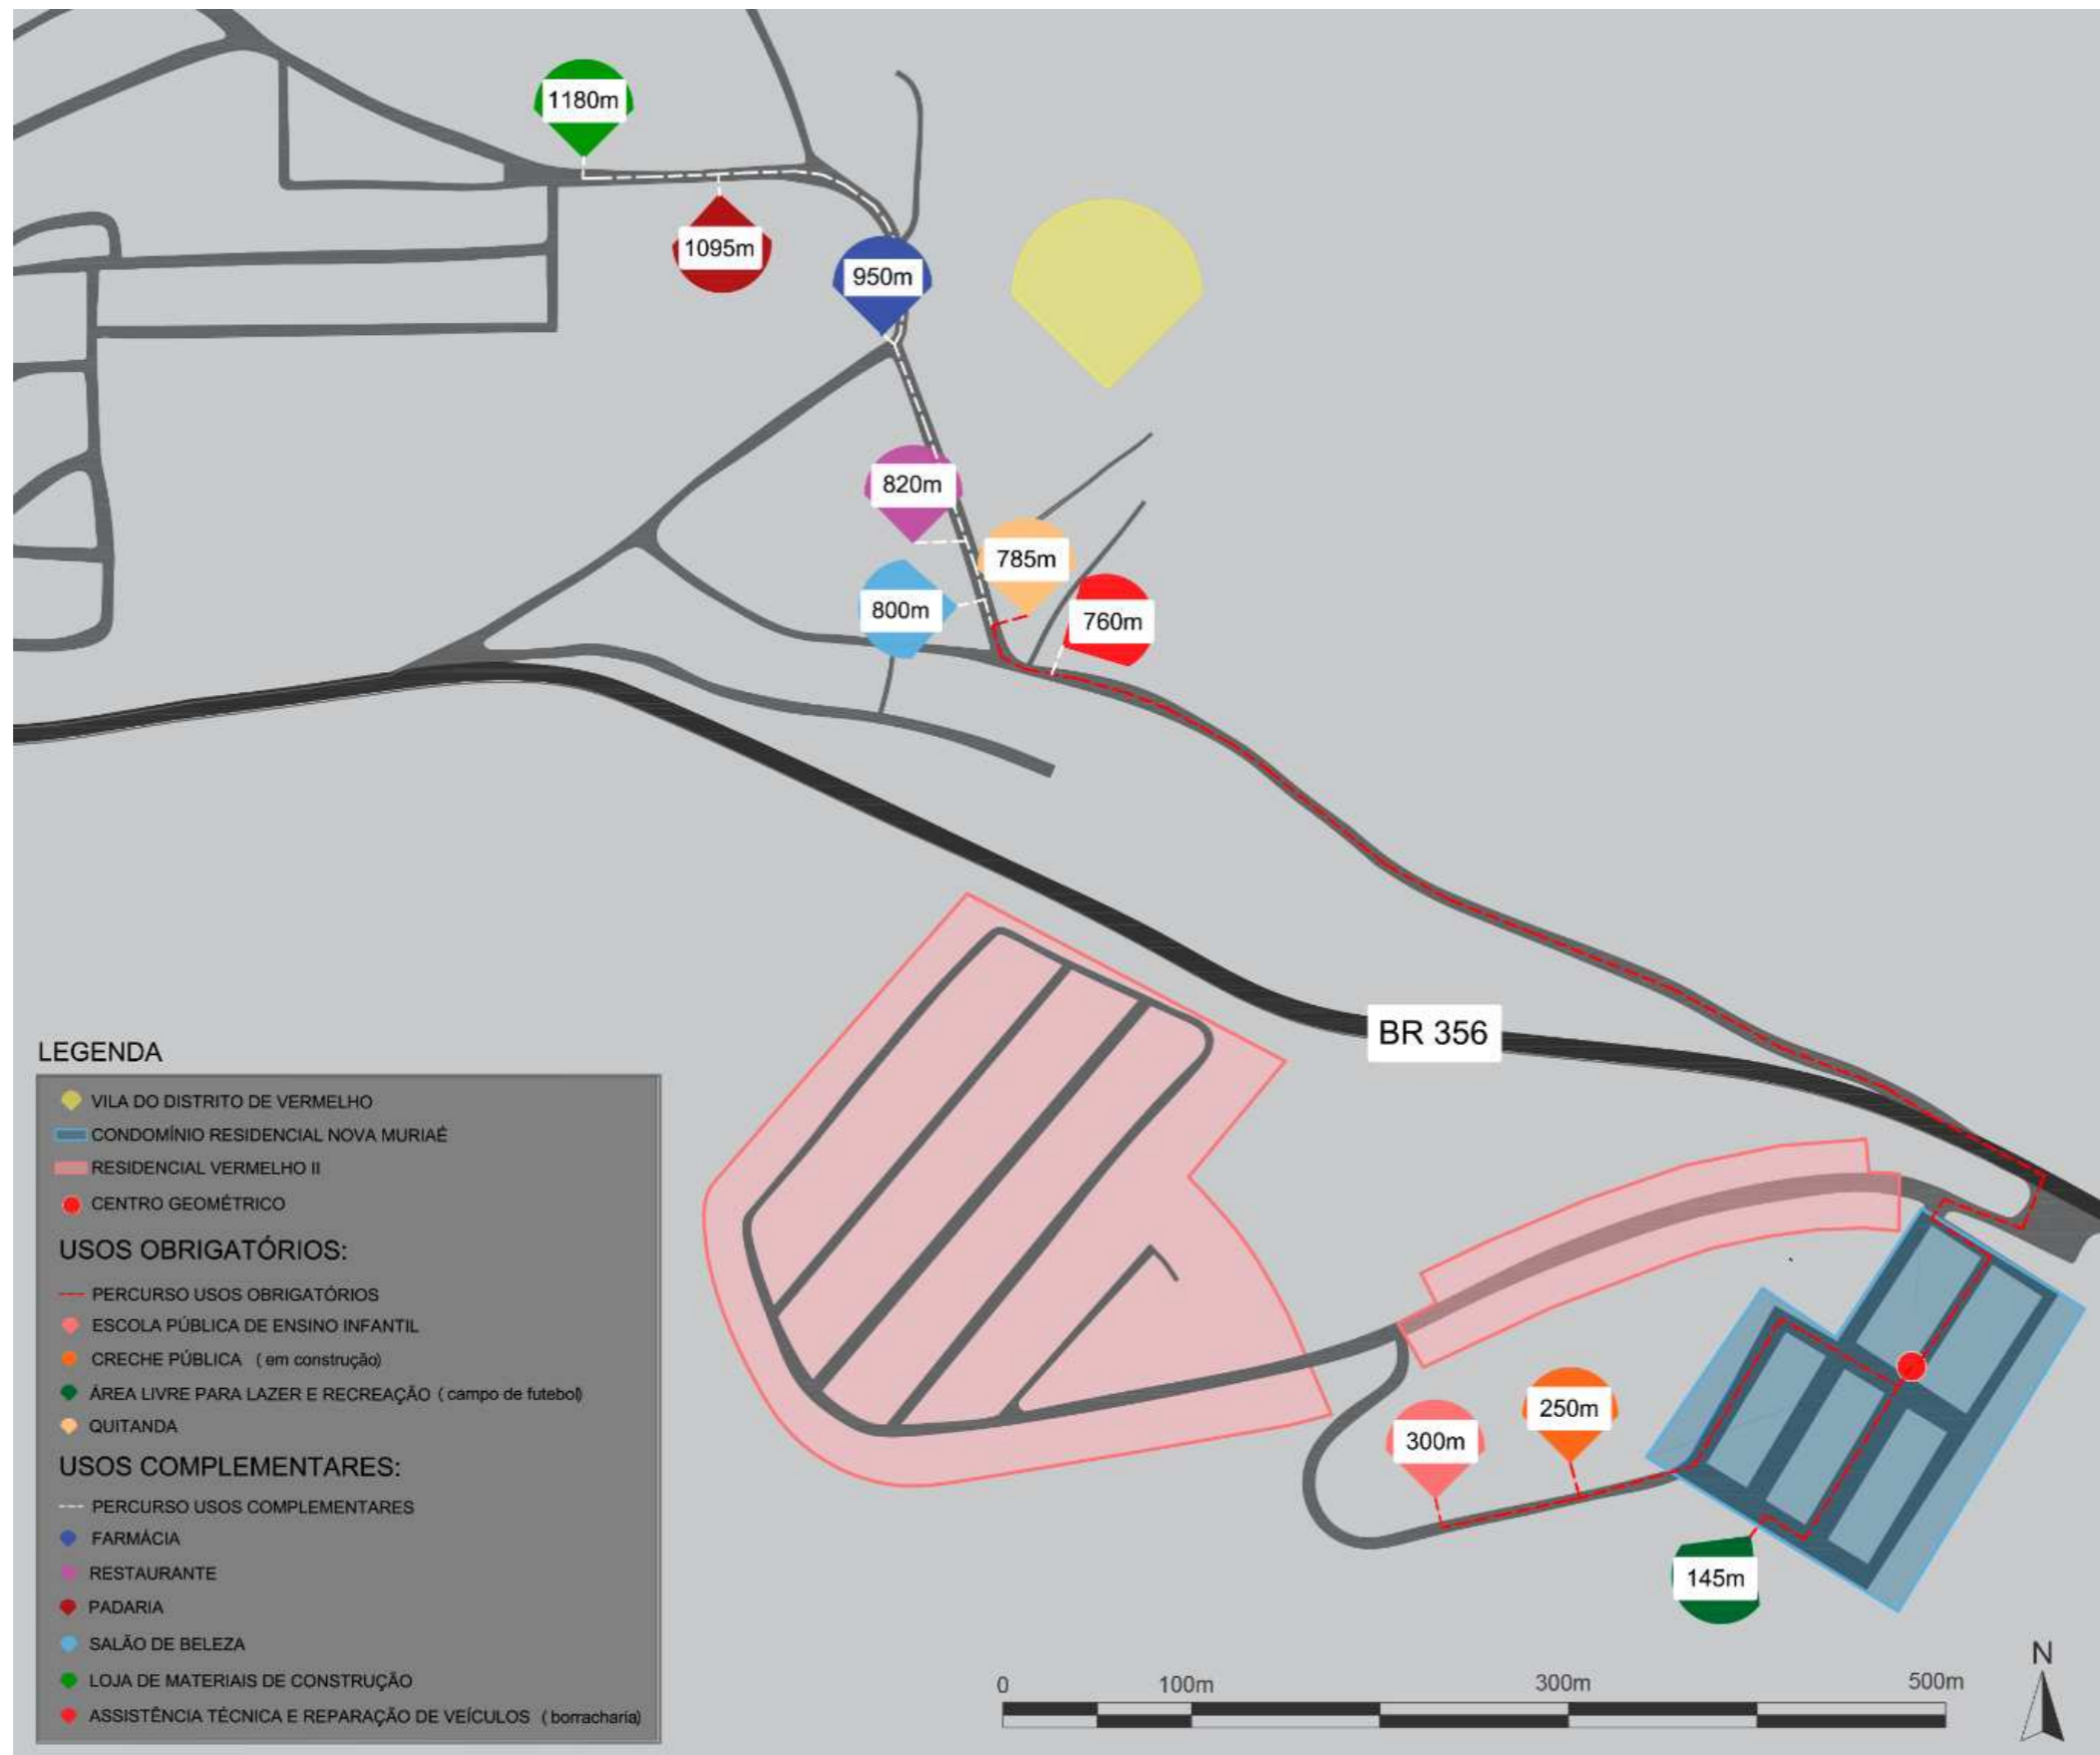 1180m
1095m
950m
820m
785m
800m
760m
BR 356
300m
250m
145m
LEGENDA
VILA DO DISTRITO DE VERMELHO
CONDOMÍNIO RESIDENCIAL NOVA MURIAÉ
RESIDENCIAL VERMELHO II
CENTRO GEOMÉTRICO
USOS OBRIGATÓRIOS:
PERCURSO USOS OBRIGATÓRIOS
ESCOLA PÚBLICA DE ENSINO INFANTIL
CRECHE PÚBLICA (em construção)
ÁREA LIVRE PARA LAZER E RECREAÇÃO (campo de futebol)
QUITANDA
USOS COMPLEMENTARES:
PERCURSO USOS COMPLEMENTARES
FARMÁCIA
RESTAURANTE
PADARIA
SALÃO DE BELEZA
LOJA DE MATERIAIS DE CONSTRUÇÃO
ASSISTÊNCIA TÉCNICA E REPARAÇÃO DE VEÍCULOS (borracharia)
0 100m 300m 500m
N